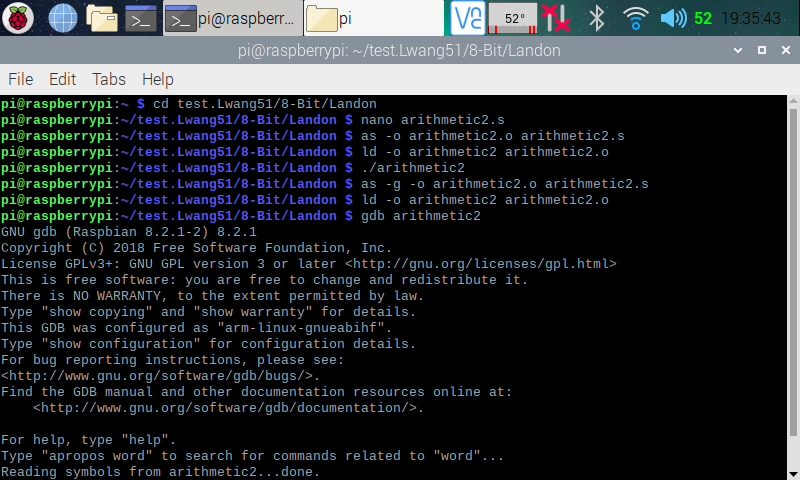 pi@raspberr...
pi
52°
52
19:35:43
pi@raspberrypi: ~/test.Lwang51/8-Bit/Landon
File Edit Tabs Help
pi@raspberrypi:~ $ cd test.Lwang51/8-Bit/Landon
pi@raspberrypi:~/test.Lwang51/8-Bit/Landon $ nano arithmetic2.s
pi@raspberrypi:~/test.Lwang51/8-Bit/Landon $ as -o arithmetic2.o arithmetic2.s
pi@raspberrypi:~/test.Lwang51/8-Bit/Landon $ ld -o arithmetic2 arithmetic2.o
pi@raspberrypi:~/test.Lwang51/8-Bit/Landon $ ./arithmetic2
pi@raspberrypi:~/test.Lwang51/8-Bit/Landon $ as -g -o arithmetic2.o arithmetic2.s
pi@raspberrypi:~/test.Lwang51/8-Bit/Landon $ ld -o arithmetic2 arithmetic2.o
pi@raspberrypi:~/test.Lwang51/8-Bit/Landon $ gdb arithmetic2
GNU gdb (Raspbian 8.2.1-2) 8.2.1
Copyright (C) 2018 Free Software Foundation, Inc.
License GPLv3+: GNU GPL version 3 or later <http://gnu.org/licenses/gpl.html>
This is free software: you are free to change and redistribute it.
There is NO WARRANTY, to the extent permitted by law.
Type "show copying" and "show warranty" for details.
This GDB was configured as "arm-linux-gnueabihf".
Type "show configuration" for configuration details.
For bug reporting instructions, please see:
<http://www.gnu.org/software/gdb/bugs/>.
Find the GDB manual and other documentation resources online at:
    <http://www.gnu.org/software/gdb/documentation/>.

For help, type "help".
Type "apropos word" to search for commands related to "word"...
Reading symbols from arithmetic2...done.